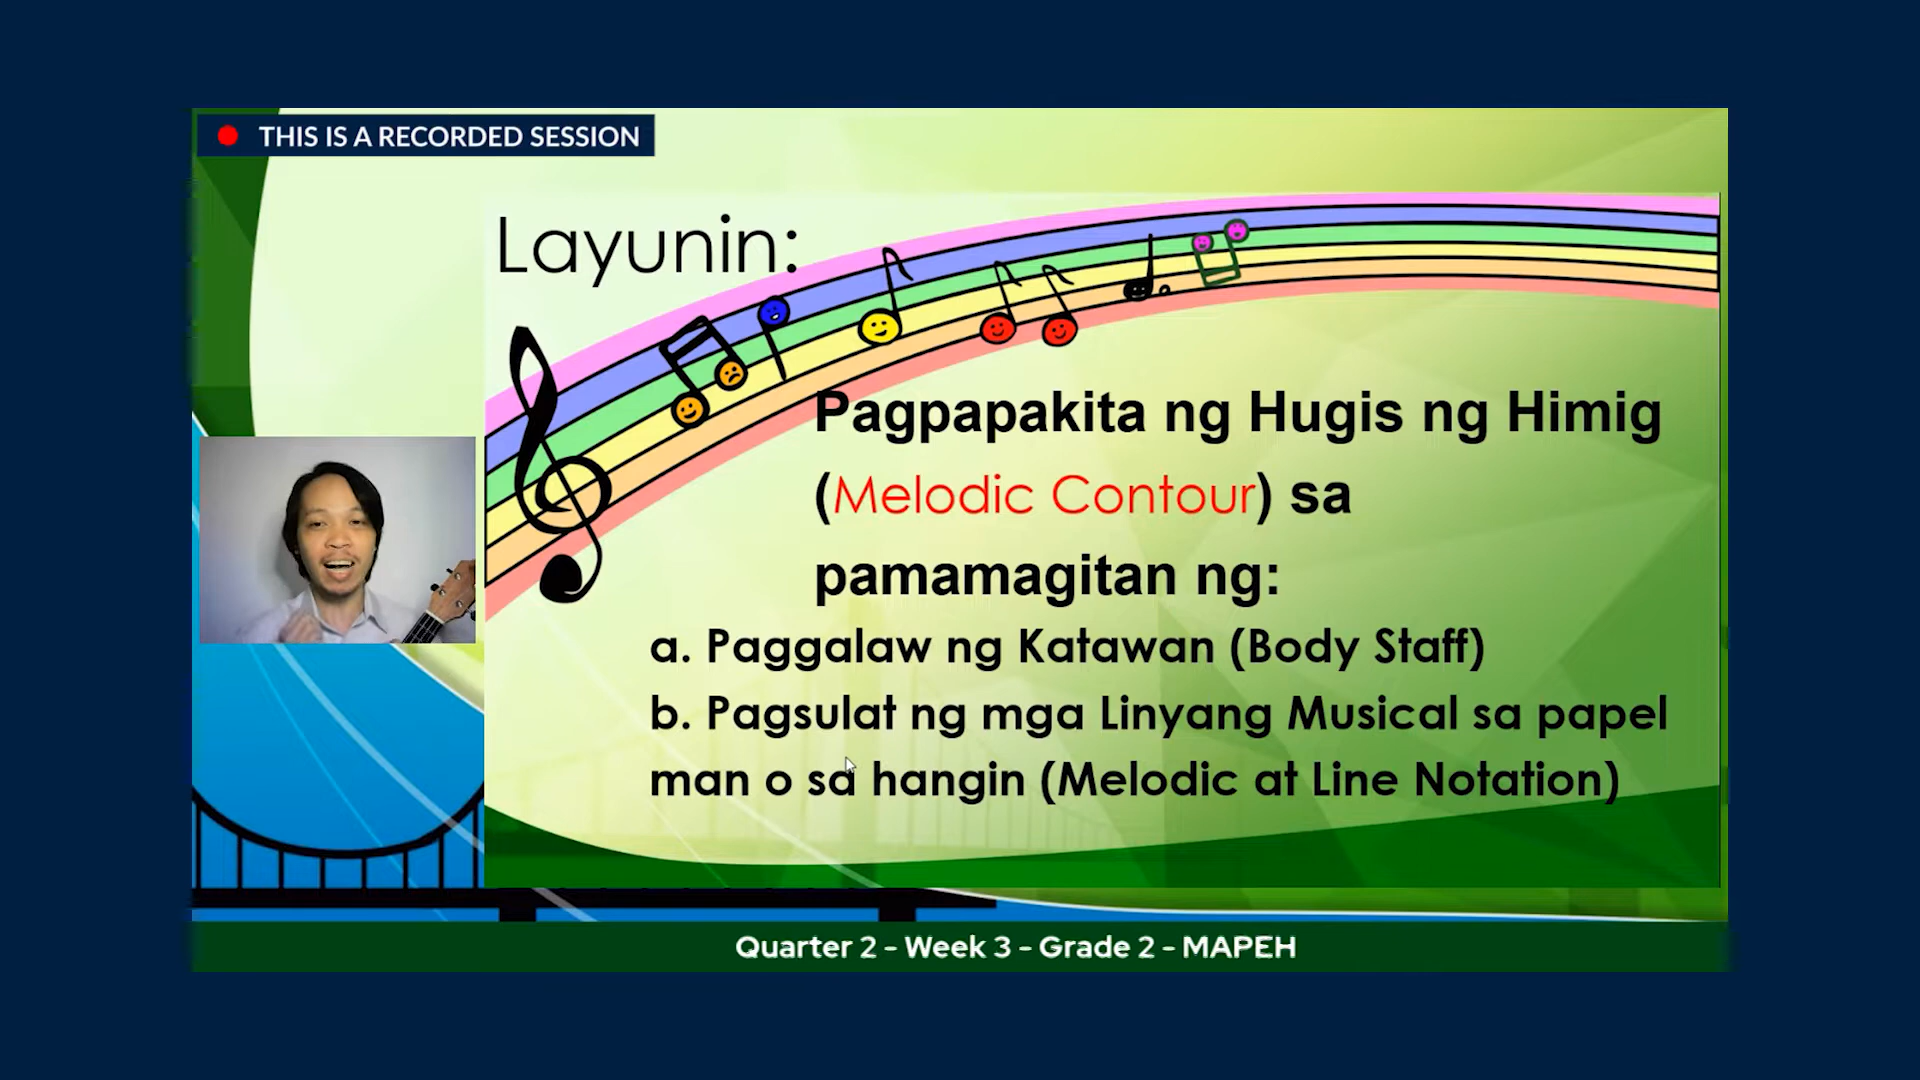 THIS IS A RECORDED SESSION
Layunin:
Pagpapakita ng Hugis ng Himig
(Melodic Contour) sa
pamamagitan ng:
a. Paggalaw ng Katawan (Body Staff)
b. Pagsulat ng mga Linyang Musical sa papel
man o sa hangin (Melodic at Line Notation)
Quarter 2 - Week 3 - Grade 2 - MAPEH